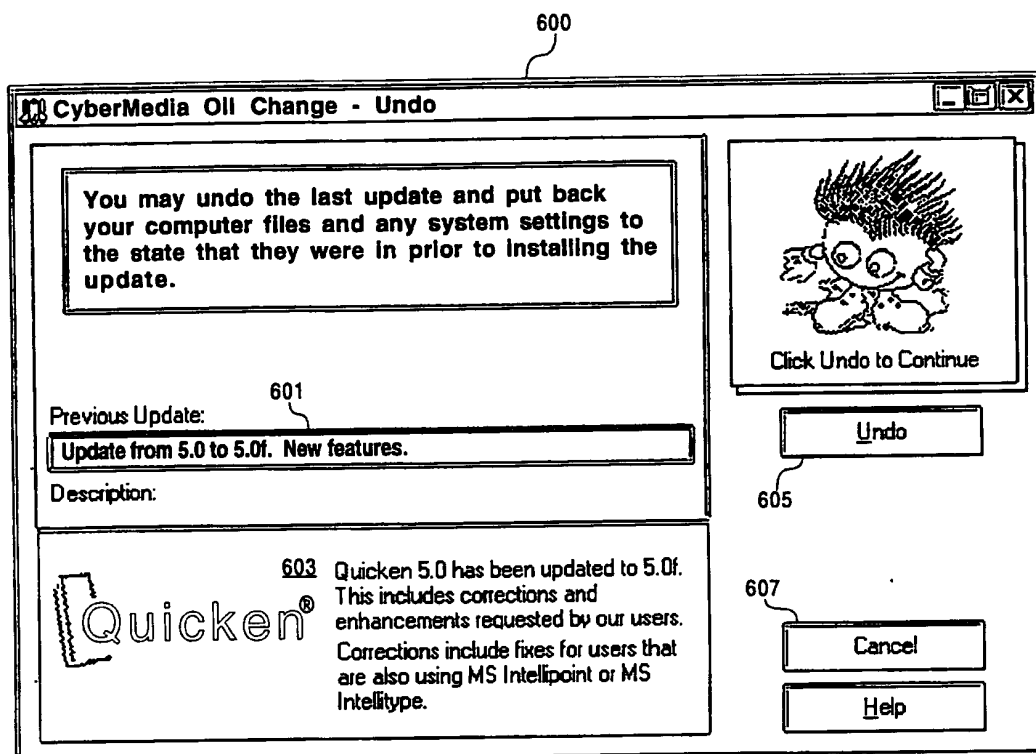 600
CyberMedia Oil Change - Undo
You may undo the last update and put back
your computer files and any system settings to
the state that they were in prior to installing the
update.
Click Undo to Continue
601
Previous Update:
Update from 5.0 to 5.0f. New features.
Description:
Undo
605
Quicken®
603
Quicken 5.0 has been updated to 5.0f.
This includes corrections and
enhancements requested by our users.
Corrections include fixes for users that
are also using MS Intellipoint or MS
Intellitype.
607
Cancel
Help